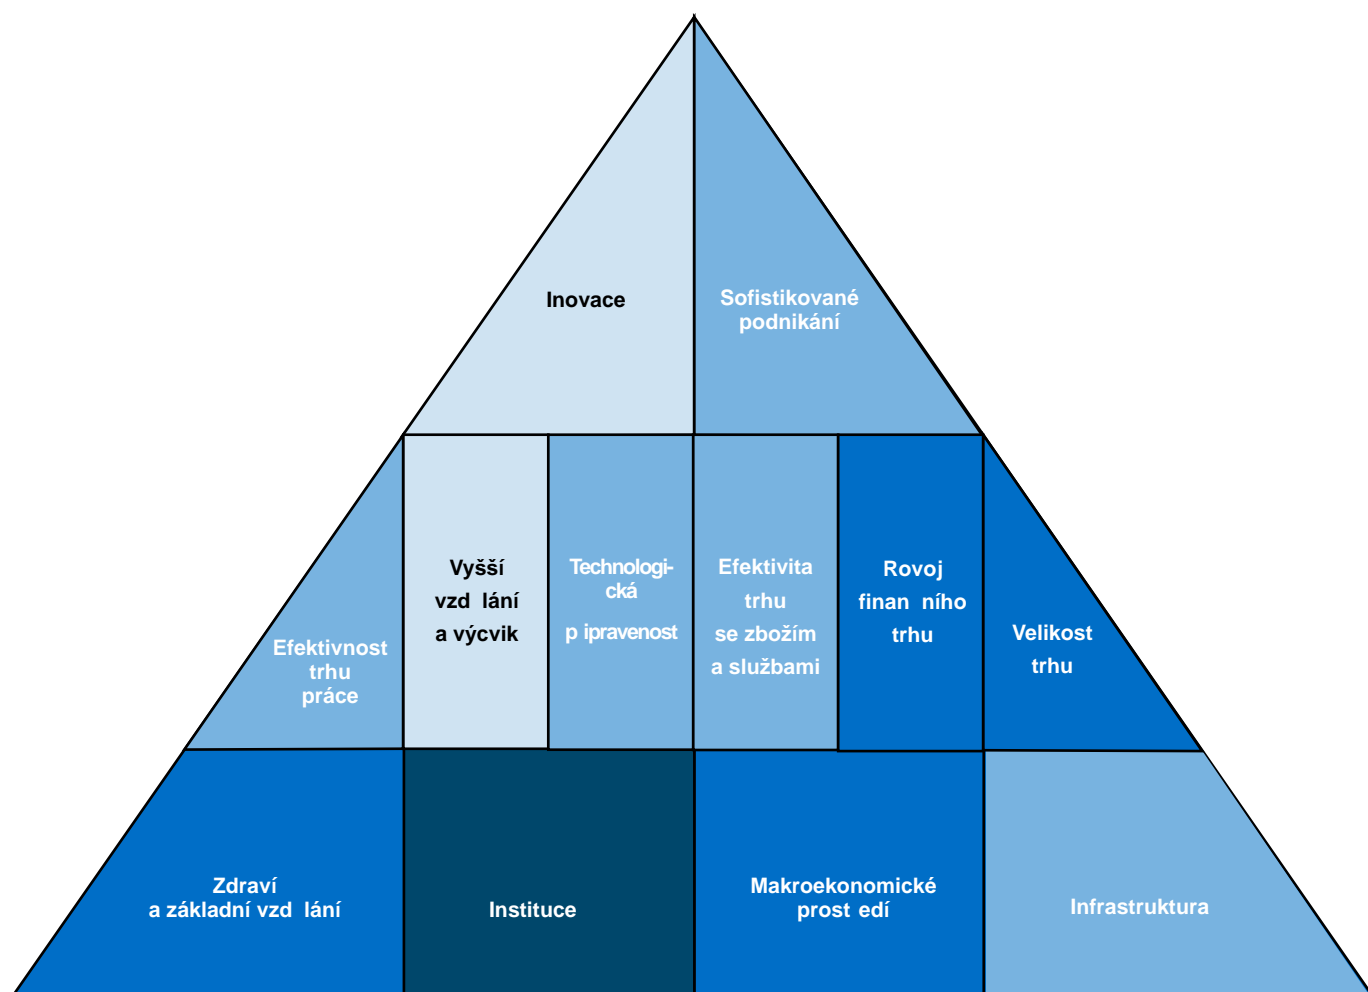 Inovace
Sofistikované
podnikání
Efektivnost
trhu
práce
Vyšší
vzd lání
a výcvik
Technologi-
cká
p ipravenost
Efektivita
trhu
se zbožím
a službami
Rovoj
finan ního
trhu
Velikost
trhu
Zdraví
a základní vzd lání
Instituce
Makroekonomické
prost edí
Infrastruktura